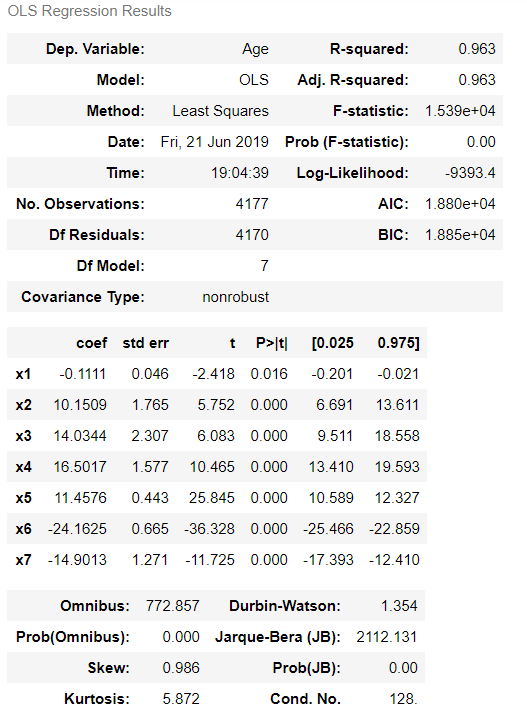 OLS Regression Results
Dep. Variable: Age R-squared: 0.963
Model: OLS Adj. R-squared: 0.963
Method: Least Squares F-statistic: 1.539e+04
Date: Fri, 21 Jun 2019 Prob (F-statistic): 0.00
Time: 19:04:39 Log-Likelihood: -9393.4
No. Observations: 4177 AIC: 1.880e+04
Df Residuals: 4170 BIC: 1.885e+04
Df Model: 7
Covariance Type: nonrobust
coef std err t P>|t| [0.025 0.975]
x1 -0.1111 0.046 -2.418 0.016 -0.201 -0.021
x2 10.1509 1.765 5.752 0.000 6.691 13.611
x3 14.0344 2.307 6.083 0.000 9.511 18.558
x4 16.5017 1.577 10.465 0.000 13.410 19.593
x5 11.4576 0.443 25.845 0.000 10.589 12.327
x6 -24.1625 0.665 -36.328 0.000 -25.466 -22.859
x7 -14.9013 1.271 -11.725 0.000 -17.393 -12.410
Omnibus: 772.857 Durbin-Watson: 1.354
Prob(Omnibus): 0.000 Jarque-Bera (JB): 2112.131
Skew: 0.986 Prob(JB): 0.00
Kurtosis: 5.872 Cond. No. 128.